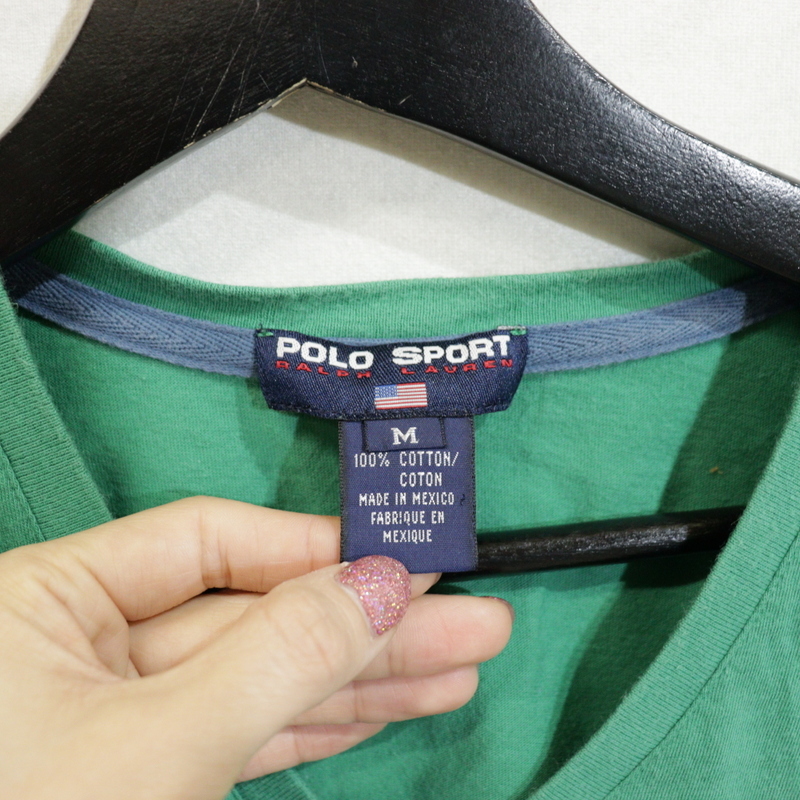 POLO SPORT
RALPH LAUREN
M
100% COTTON/
COTON
MADE IN MEXICO
FABRIQUE EN
MEXIQUE